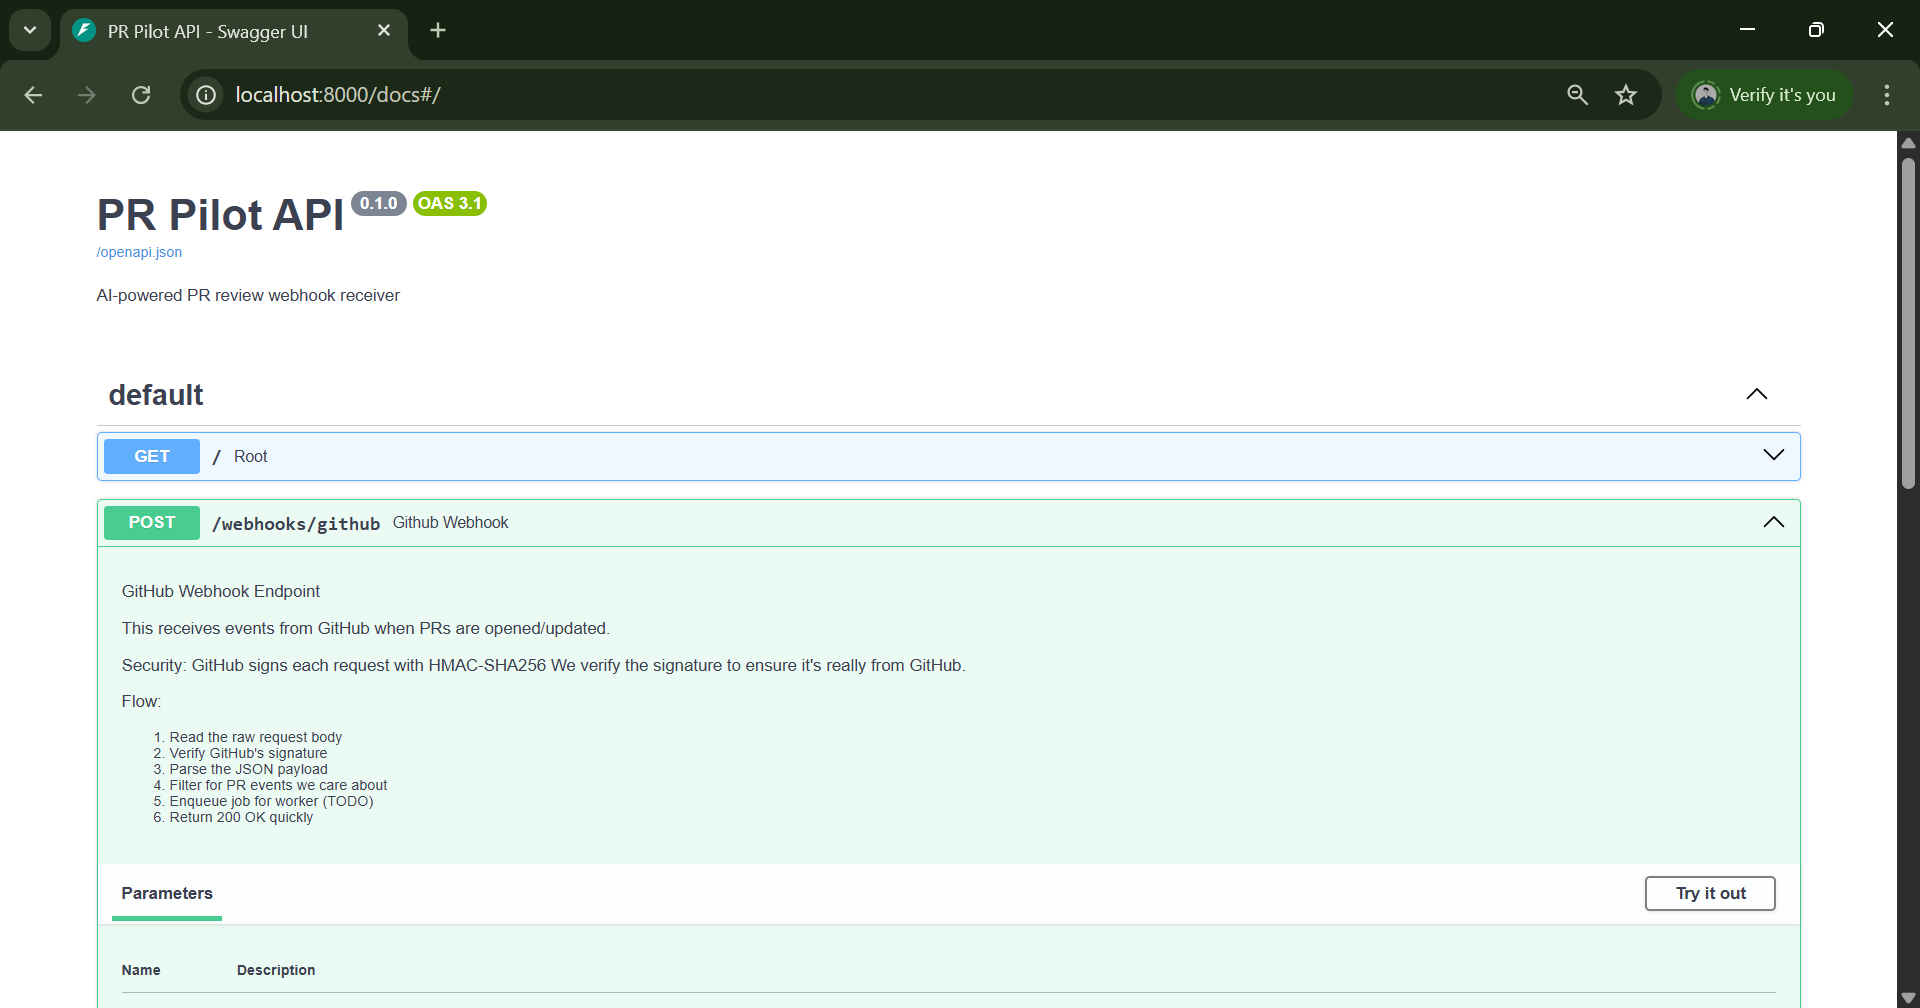 PR Pilot API - Swagger UI
localhost:8000/docs#/
Verify it's you
PR Pilot API 0.1.0 OAS 3.1
/openapi.json
AI-powered PR review webhook receiver
default
GET / Root
POST /webhooks/github Github Webhook
GitHub Webhook Endpoint
This receives events from GitHub when PRs are opened/updated.
Security: GitHub signs each request with HMAC-SHA256 We verify the signature to ensure it's really from GitHub.
Flow:
1. Read the raw request body
2. Verify GitHub's signature
3. Parse the JSON payload
4. Filter for PR events we care about
5. Enqueue job for worker (TODO)
6. Return 200 OK quickly
Parameters
Try it out
Name Description